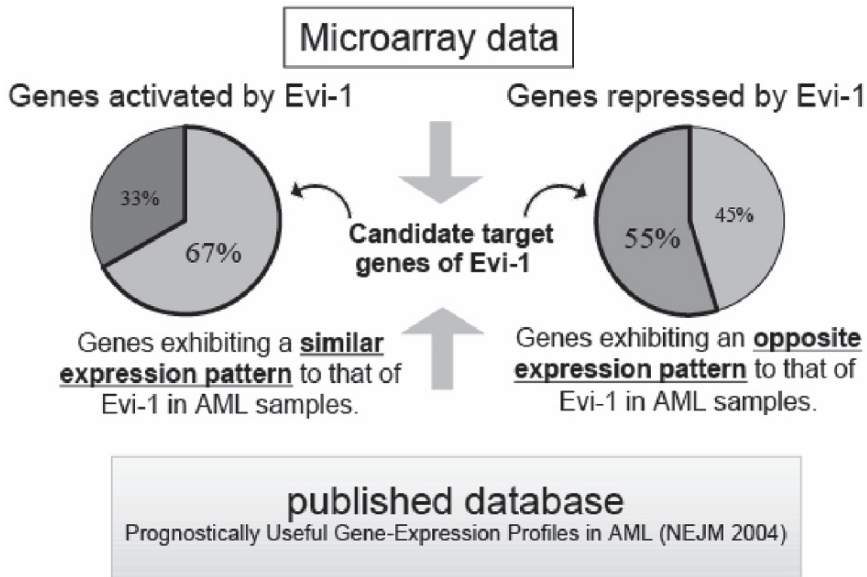 Microarray data
Genes activated by Evi-1
Genes repressed by Evi-1
33%
67%
Candidate target
genes of Evi-1
55%
45%
Genes exhibiting a similar
expression pattern to that of
Evi-1 in AML samples.
Genes exhibiting an opposite
expression pattern to that of
Evi-1 in AML samples.
published database
Prognostically Useful Gene-Expression Profiles in AML (NEJM 2004)